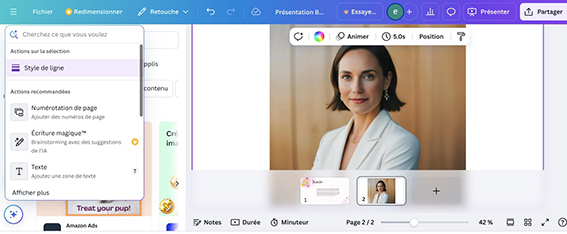 Fichier
Redimensionner
Retouche
Présentation B...
Essaye...
e
+
Présenter
Partager
Cherchez ce que vous voulez
Actions sur la sélection
Style de ligne
Actions recommandées
Numérotation de page
Ajouter des numéros de page
Écriture magique™
Brainstorming avec des suggestions
de l'IA
T
Texte
Ajoutez une zone de texte
T
Afficher plus
contenu
Treat your pup!
Amazon Ads
Animer
5.0s
Position
1
2
+
Notes
Durée
Minuteur
Page 2 / 2
42 %